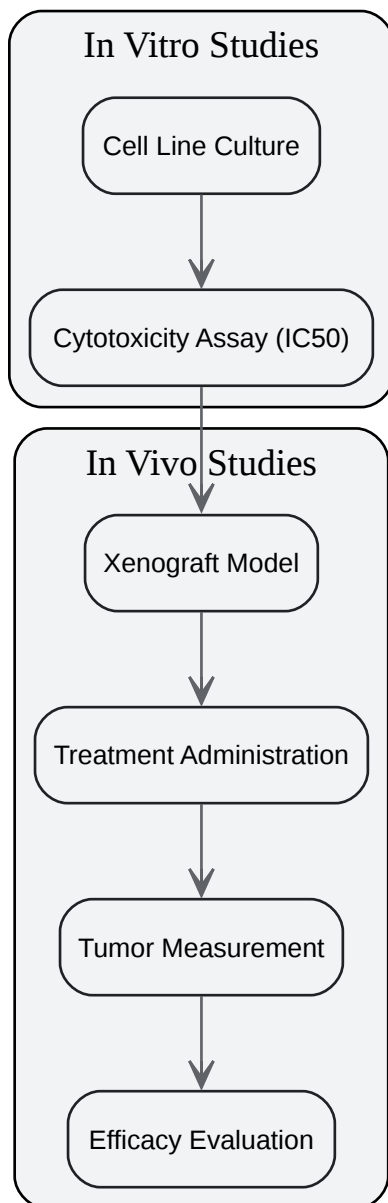 In Vitro Studies
Cell Line Culture
Cytotoxicity Assay (IC50)
In Vivo Studies
Xenograft Model
Treatment Administration
Tumor Measurement
Efficacy Evaluation